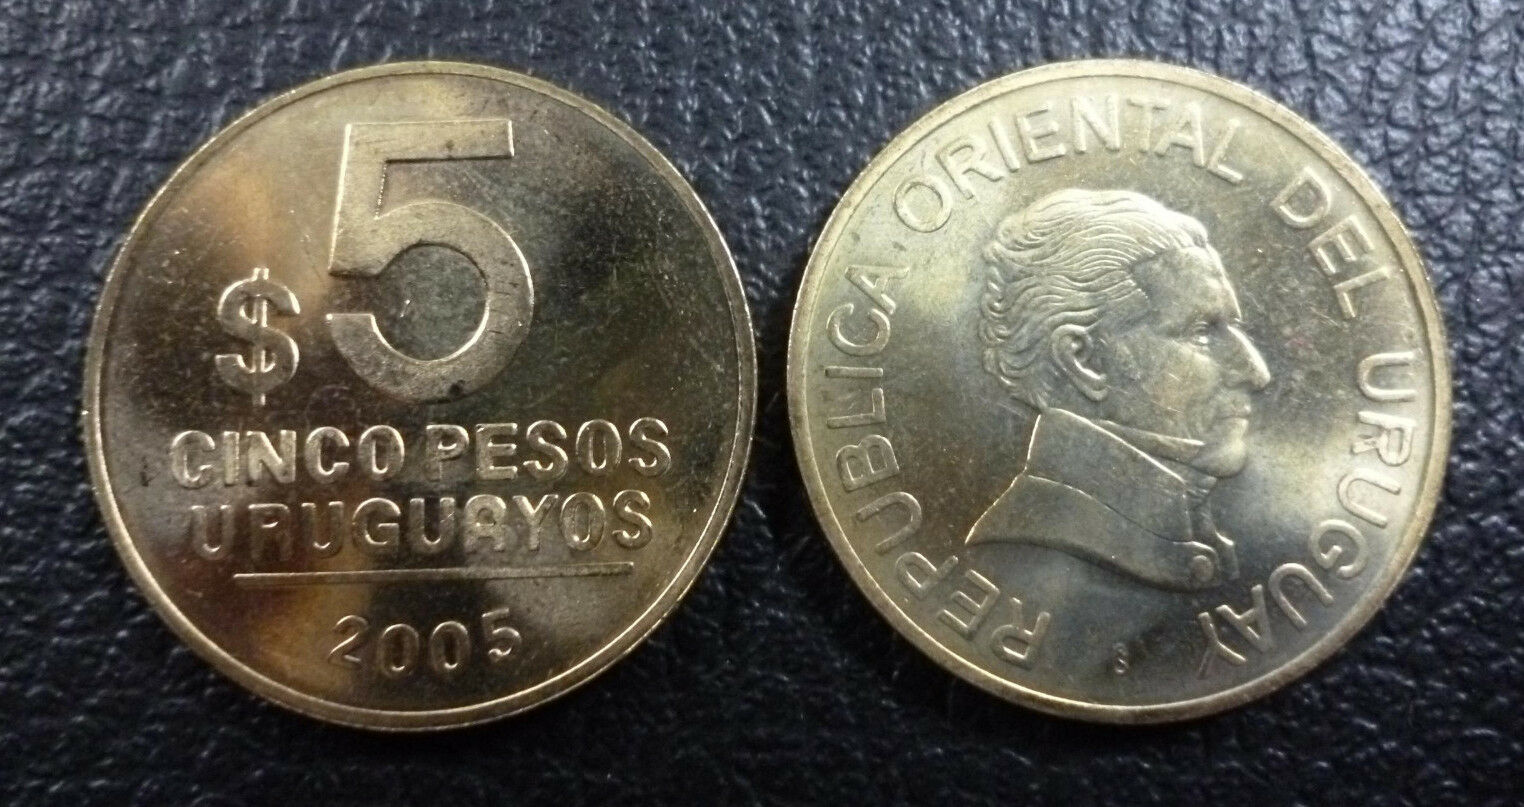 $ 5
CINCO PESOS
URUGUAYOS
2005
REPUBLICA ORIENTAL DEL URUGUAY